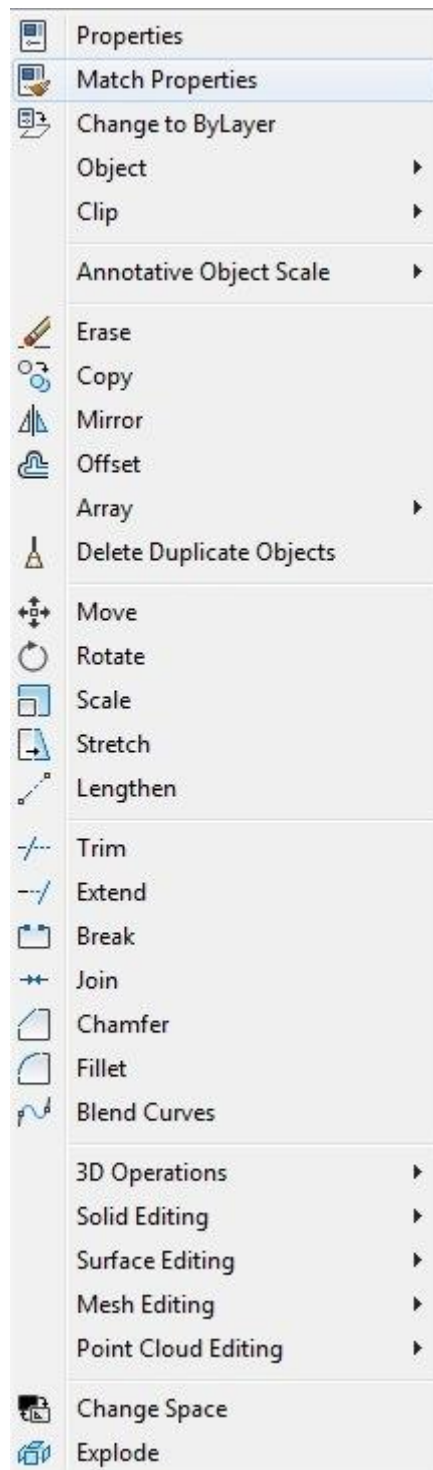 Properties
Match Properties
Change to ByLayer
Object
Clip
Annotative Object Scale
Erase
Copy
Mirror
Offset
Array
Delete Duplicate Objects
Move
Rotate
Scale
Stretch
Lengthen
Trim
Extend
Break
Join
Chamfer
Fillet
Blend Curves
3D Operations
Solid Editing
Surface Editing
Mesh Editing
Point Cloud Editing
Change Space
Explode